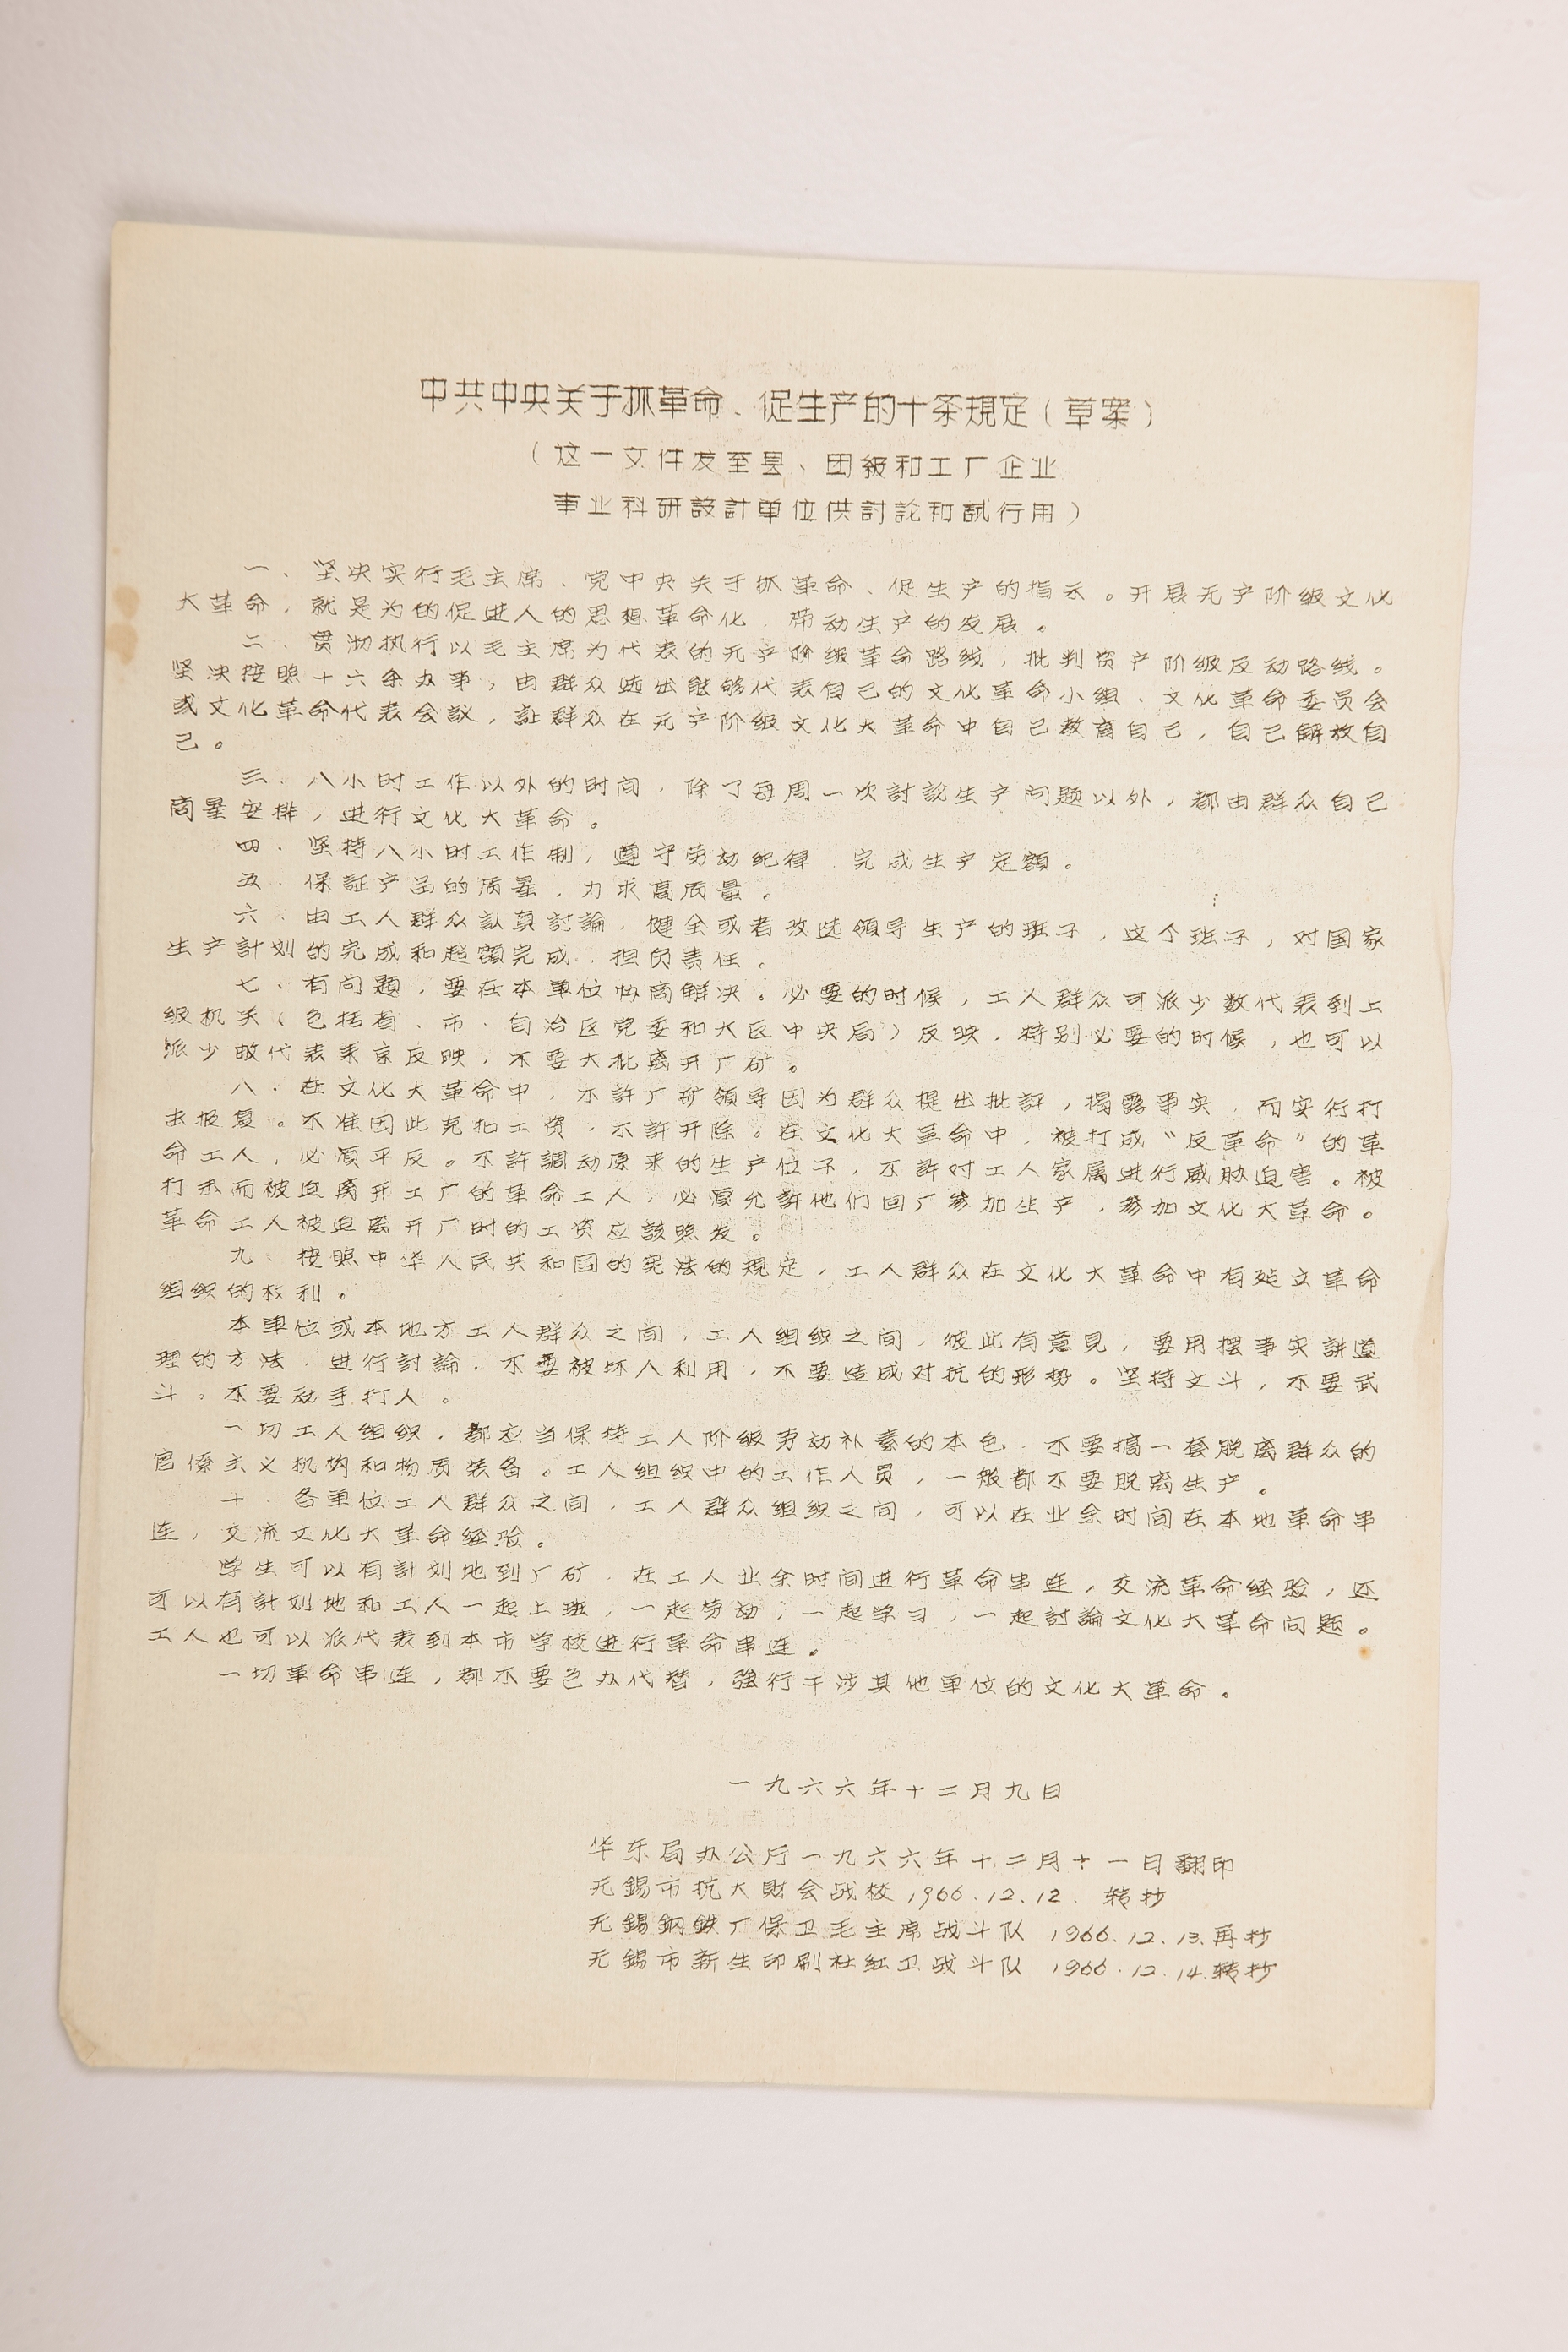 中共中央关于抓革命、促生产的十条規定（草案）
（这一文件发至县、团級和工厂企业
事业科研設計单位供討論和試行用）
一、坚决实行毛主席、党中央关于抓革命、促生产的指示。开展无产阶级文化
大革命，就是为的促进人的思想革命化，带动生产的发展。
二、贯彻执行以毛主席为代表的无产阶级革命路线，批判资产阶级反动路线。
坚决按照十六条办事，由群众选出能够代表自己的文化革命小组、文化革命委员会
或文化革命代表会議，让群众在无产阶级文化大革命中自己教育自己，自己解放自
己。
三、八小时工作以外的时间，除了每周一次討論生产问题以外，都由群众自己
商量安排，进行文化大革命。
四、坚持八小时工作制，遵守劳动纪律，完成生产定額。
五、保証产品的质量，力求高质量。
六、由工人群众認真討論，健全或者改选領导生产的班子，这个班子，对国家
生产計划的完成和超額完成，担负责任。
七、有问题，要在本单位协商解决。必要的时候，工人群众可派少数代表到上
级机关（包括省、市、自治区党委和大区中央局）反映，特别必要的时候，也可以
派少数代表来京反映，不要大批离开厂矿。
八、在文化大革命中，不許厂矿領导因为群众提出批評，揭露事实，而实行打
击报复。不准因此克扣工资，不許开除。在文化大革命中，被打成“反革命”的革
命工人，必須平反。不許調动原来的生产位子，不許对工人家属进行威胁迫害。被
打击而被迫离开工厂的革命工人，必須允許他们回厂参加生产，参加文化大革命。
革命工人被迫离开厂时的工资应該照发。
九、按照中华人民共和国的宪法的規定，工人群众在文化大革命中有建立革命
组织的权利。
本单位或本地方工人群众之间，工人组织之间，彼此有意見，要用摆事实讲道
理的方法，进行討論，不要被坏人利用，不要造成对抗的形势。坚持文斗，不要武
斗，不要动手打人。
一切工人组织，都应当保持工人阶级劳动朴素的本色，不要搞一套脱离群众的
官僚主义机构和物质装备。工人组织中的工作人员，一般都不要脱离生产。
十、各单位工人群众之间，工人群众组织之间，可以在业余时间在本地革命串
连，交流文化大革命经验。
学生可以有計划地到厂矿，在工人业余时间进行革命串连，交流革命经验，还
可以有計划地和工人一起上班，一起劳动，一起学习，一起討論文化大革命问题。
工人也可以派代表到本市学校进行革命串连。
一切革命串连，都不要包办代替，強行干涉其他单位的文化大革命。
一九六六年十二月九日
华东局办公厅一九六六年十二月十一日翻印
无錫市抗大財会战校 1966.12.12. 转抄
无錫鋼鉄厂保卫毛主席战斗队 1966.12.13.再抄
无錫市新生印刷社红卫战斗队 1966.12.14.转抄